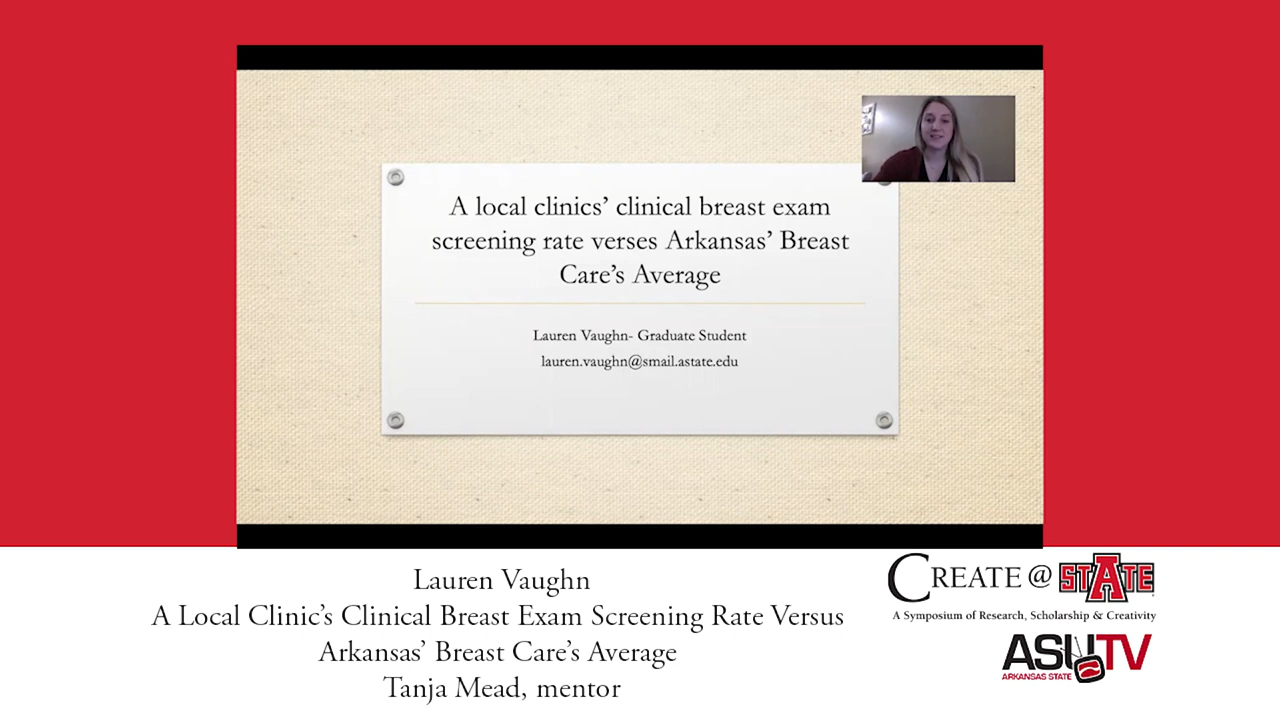 A local clinics’ clinical breast exam
screening rate verses Arkansas’ Breast
Care’s Average
Lauren Vaughn- Graduate Student
lauren.vaughn@smail.astate.edu
Lauren Vaughn
A Local Clinic’s Clinical Breast Exam Screening Rate Versus
Arkansas’ Breast Care’s Average
Tanja Mead, mentor
CREATE @ STATE
A Symposium of Research, Scholarship & Creativity
ASUTV
ARKANSAS STATE